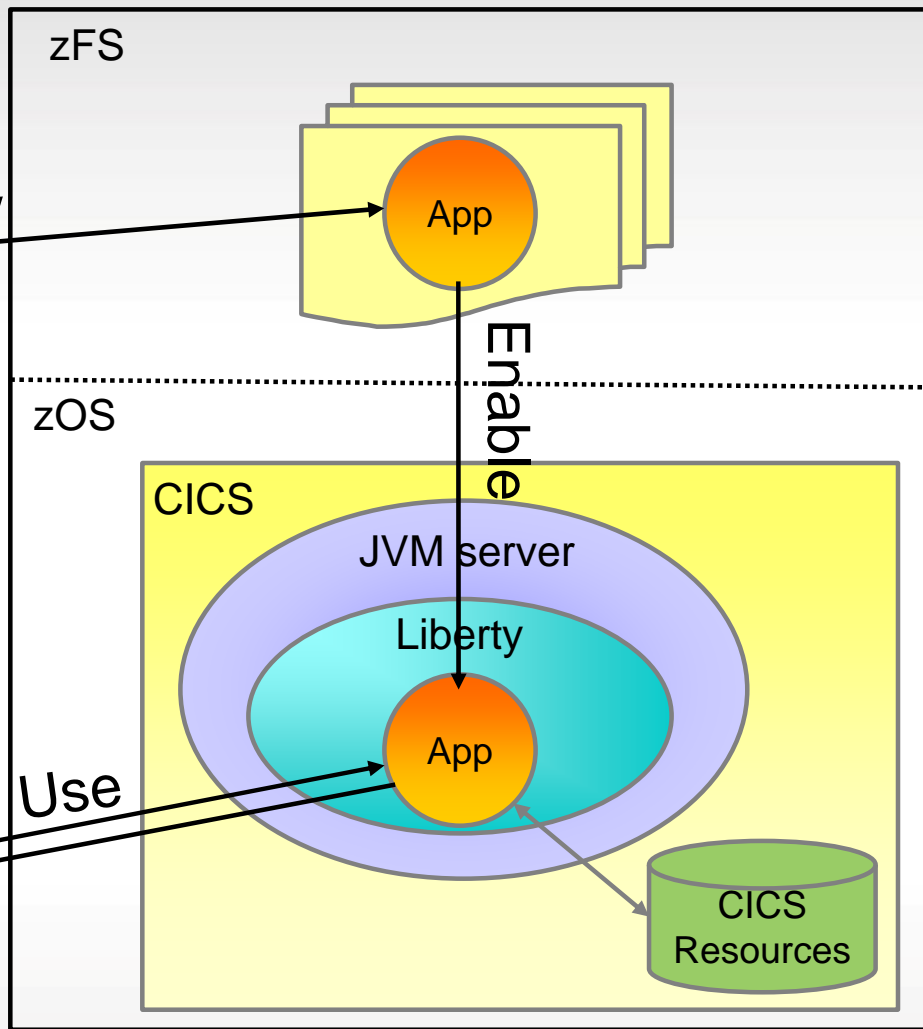 zFS
App
Enable
zOS
CICS
JVM server
Liberty
App
Use
CICS
Resources